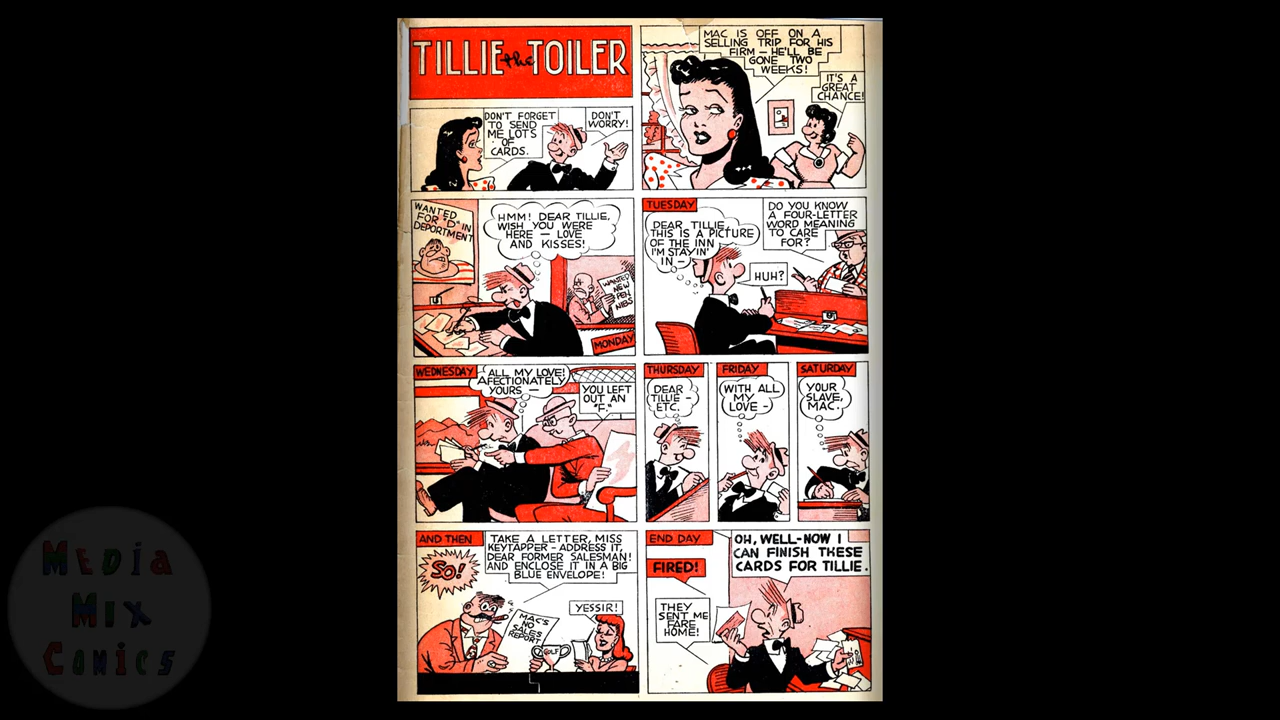 TILLIE the TOILER
DON'T FORGET
TO SEND
ME LOTS
OF
CARDS.
DON'T
WORRY!
MAC IS OFF ON A
SELLING TRIP FOR HIS
FIRM — HE'LL BE
GONE TWO
WEEKS!
IT'S A
GREAT
CHANCE!
WANTED
FOR "D" IN
DEPORTMENT
HMM! DEAR TILLIE,
WISH YOU WERE
HERE — LOVE
AND KISSES!
WANTED
NEW
PEN
NIBS
MONDAY
TUESDAY
DEAR TILLIE,
THIS IS A PICTURE
OF THE INN
I'M STAYIN'
IN —
HUH?
DO YOU KNOW
A FOUR-LETTER
WORD MEANING
TO CARE
FOR?
WEDNESDAY
ALL MY LOVE!
AFECTIONATELY
YOURS —
YOU LEFT
OUT AN
"F."
THURSDAY
DEAR
TILLIE —
ETC.
FRIDAY
WITH ALL
MY
LOVE —
SATURDAY
YOUR
SLAVE,
MAC.
AND THEN
SO!
TAKE A LETTER, MISS
KEYTAPPER — ADDRESS IT,
DEAR FORMER SALESMAN!
AND ENCLOSE IT IN A BIG
BLUE ENVELOPE!
MAC'S
NO
SALES
REPORT
GOLF
YESSIR!
END DAY
FIRED!
THEY
SENT ME
FARE
HOME!
OH, WELL — NOW I
CAN FINISH THESE
CARDS FOR TILLIE.
MEDIA
MIX
COMICS